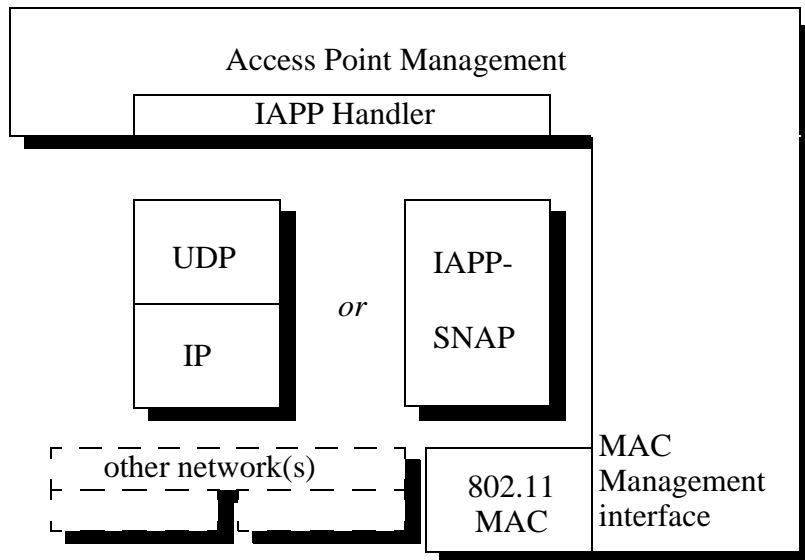 Access Point Management
IAPP Handler
UDP
IP
or
IAPP-
SNAP
other network(s)
802.11
MAC
MAC
Management
interface